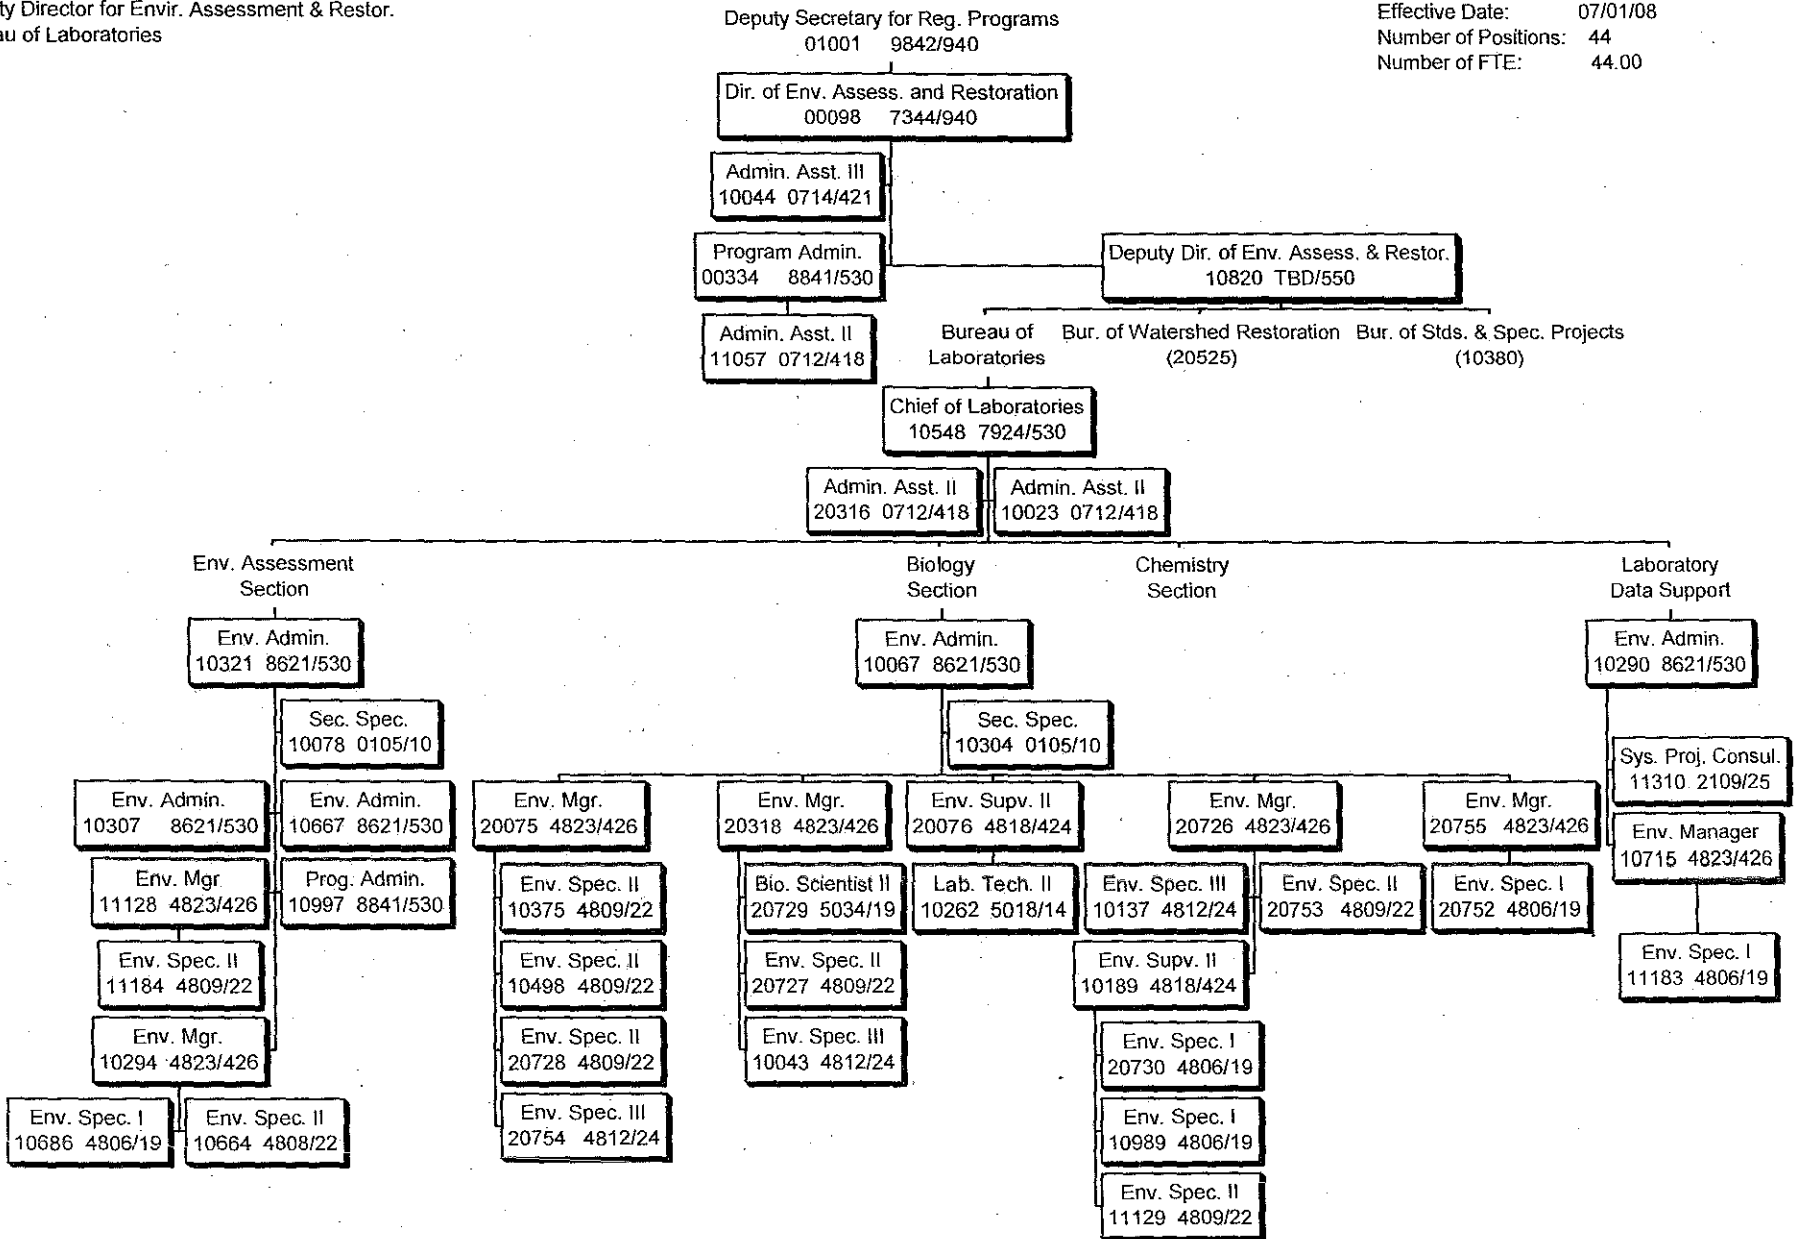 ty Director for Envir. Assessment & Restor.
au of Laboratories
Effective Date: 07/01/08
Number of Positions: 44
Number of FTE: 44.00
Deputy Secretary for Reg. Programs
01001 9842/940
Dir. of Env. Assess. and Restoration
00098 7344/940
Admin. Asst. III
10044 0714/421
Program Admin.
00334 8841/530
Deputy Dir. of Env. Assess. & Restor.
10820 TBD/550
Admin. Asst. II
11057 0712/418
Bureau of
Laboratories
Bur. of Watershed Restoration
(20525)
Bur. of Stds. & Spec. Projects
(10380)
Chief of Laboratories
10548 7924/530
Admin. Asst. II
20316 0712/418
Admin. Asst. II
10023 0712/418
Env. Assessment
Section
Env. Admin.
10321 8621/530
Sec. Spec.
10078 0105/10
Env. Admin.
10307 8621/530
Env. Admin.
10667 8621/530
Env. Mgr
11128 4823/426
Prog. Admin.
10997 8841/530
Env. Spec. II
11184 4809/22
Env. Mgr.
10294 4823/426
Env. Spec. I
10686 4806/19
Env. Spec. II
10664 4808/22
Biology
Section
Chemistry
Section
Env. Admin.
10067 8621/530
Sec. Spec.
10304 0105/10
Env. Mgr.
20075 4823/426
Env. Spec. II
10375 4809/22
Env. Spec. II
10498 4809/22
Env. Spec. II
20728 4809/22
Env. Spec. III
20754 4812/24
Env. Mgr.
20318 4823/426
Bio. Scientist II
20729 5034/19
Env. Spec. II
20727 4809/22
Env. Spec. III
10043 4812/24
Env. Supv. II
20076 4818/424
Lab. Tech. II
10262 5018/14
Env. Mgr.
20726 4823/426
Env. Spec. III
10137 4812/24
Env. Spec. II
20753 4809/22
Env. Supv. II
10189 4818/424
Env. Spec. I
20730 4806/19
Env. Spec. I
10989 4806/19
Env. Spec. II
11129 4809/22
Env. Mgr.
20755 4823/426
Env. Spec. I
20752 4806/19
Laboratory
Data Support
Env. Admin.
10290 8621/530
Sys. Proj. Consul.
11310 2109/25
Env. Manager
10715 4823/426
Env. Spec. I
11183 4806/19